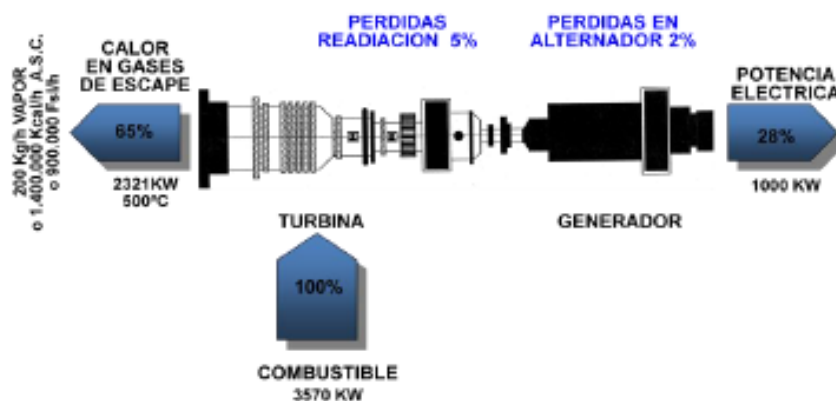 PERDIDAS
READIACION 5%
PERDIDAS EN
ALTERNADOR 2%
CALOR
EN GASES
DE ESCAPE
POTENCIA
ELECTRICA
200 Kg/h VAPOR
o 1.400.000 Kcal/h A.S.C.
o 900.000 Fsi/h
65%
28%
2321KW
500ºC
1000 KW
TURBINA
GENERADOR
100%
COMBUSTIBLE
3570 KW